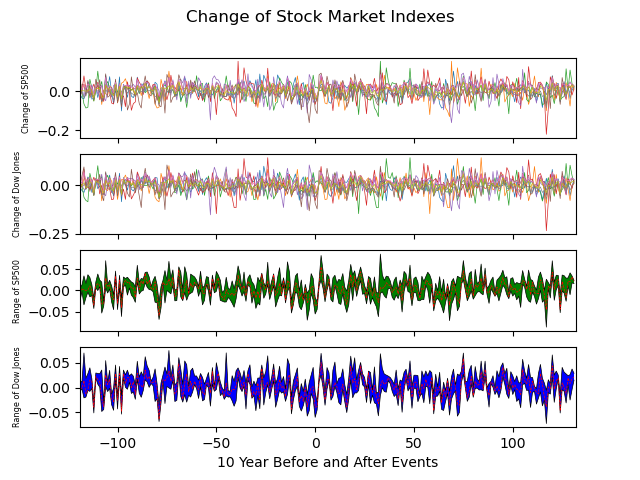 Change of Stock Market Indexes
Change of SP500
0.0
−0.2
Change of Dow Jones
0.00
−0.25
Range of SP500
0.05
0.00
−0.05
Range of Dow Jones
0.05
0.00
−0.05
−100
−50
0
50
100
10 Year Before and After Events